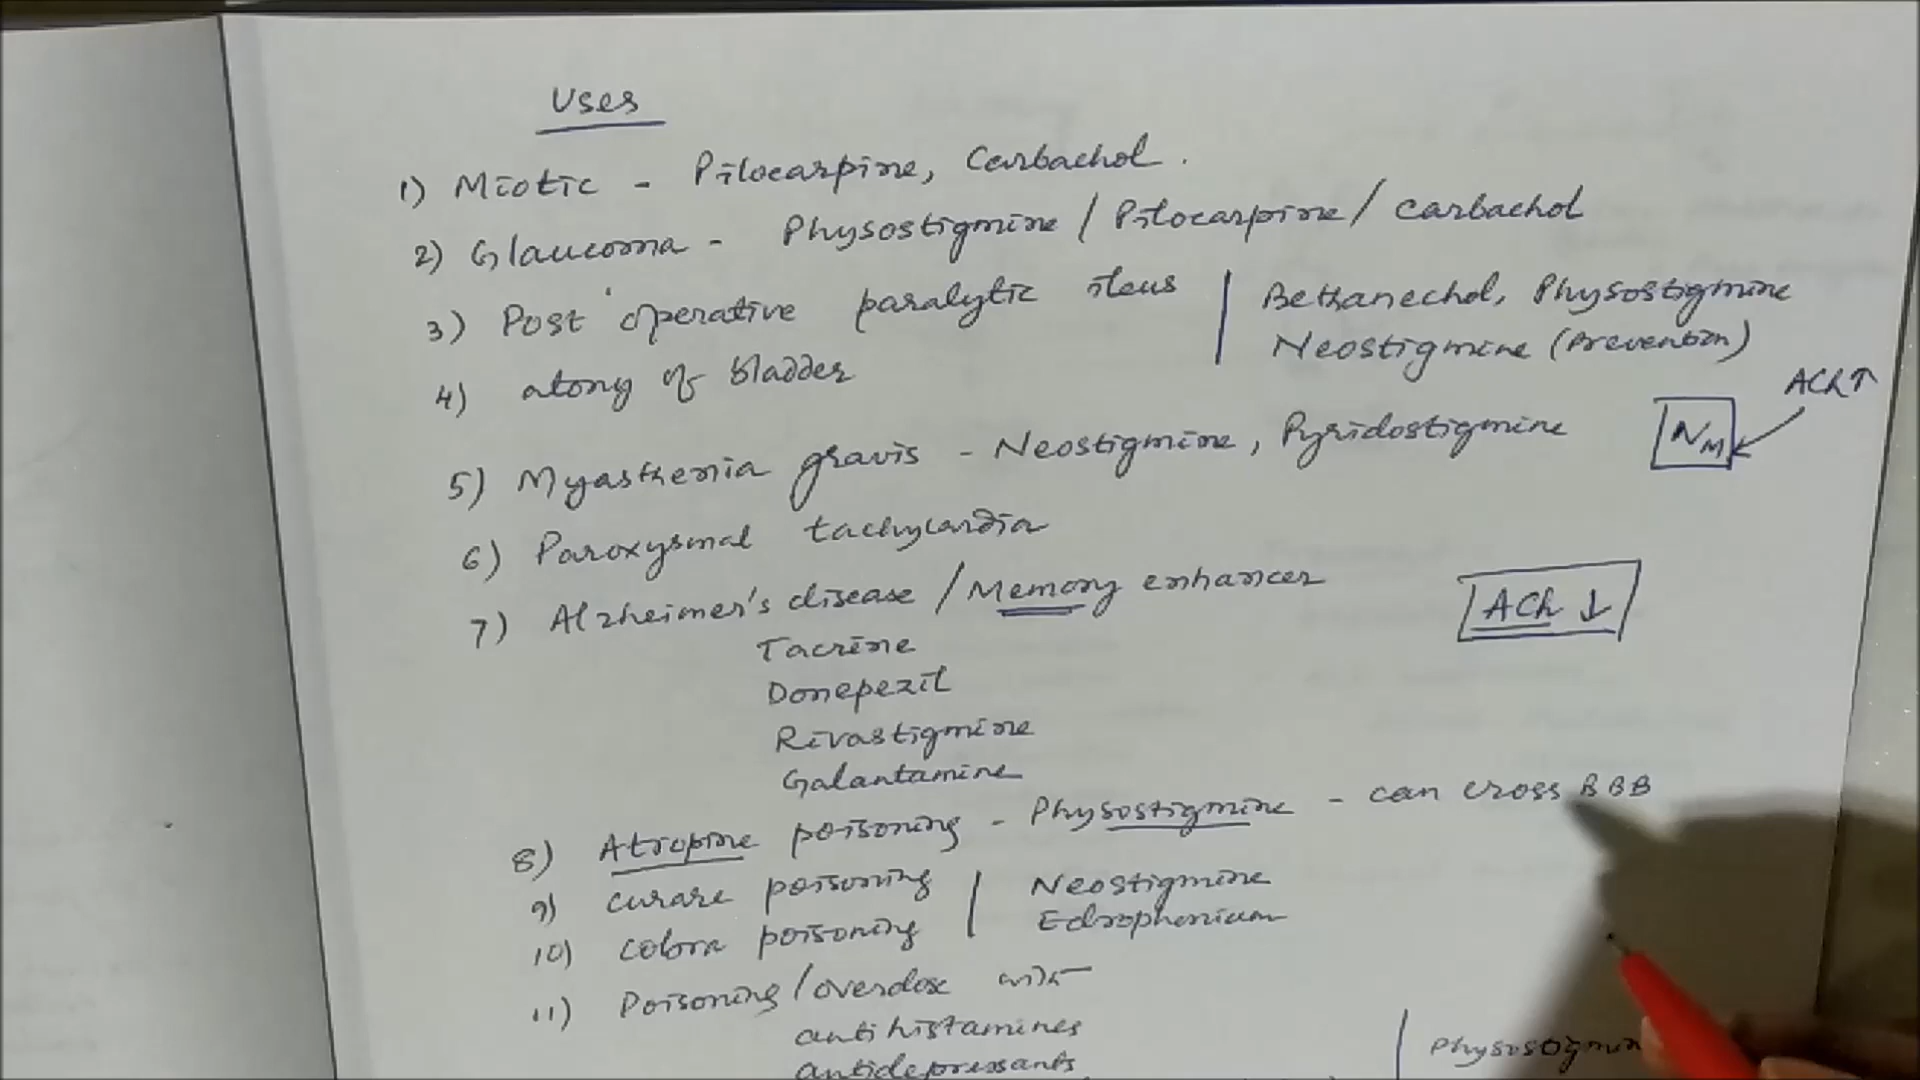 Uses
1) Miotic - Pilocarpine, Carbachol.
2) Glaucoma - Physostigmine / Pilocarpine / Carbachol
3) Post operative paralytic ileus | Bethanechol, Physostigmine
4) atony of bladder | Neostigmine (Prevention)
ACh↑
5) Myasthenia gravis - Neostigmine, Pyridostigmine NM
6) Paroxysmal tachycardia
7) Alzheimer's disease / Memory enhancer ACh ↓
Tacrine
Donepezil
Rivastigmine
Galantamine
8) Atropine poisoning - Physostigmine - can cross BBB
9) Curare poisoning | Neostigmine
10) Cobra poisoning | Edrophonium
11) Poisoning / overdose with
antihistamines
antidepressants